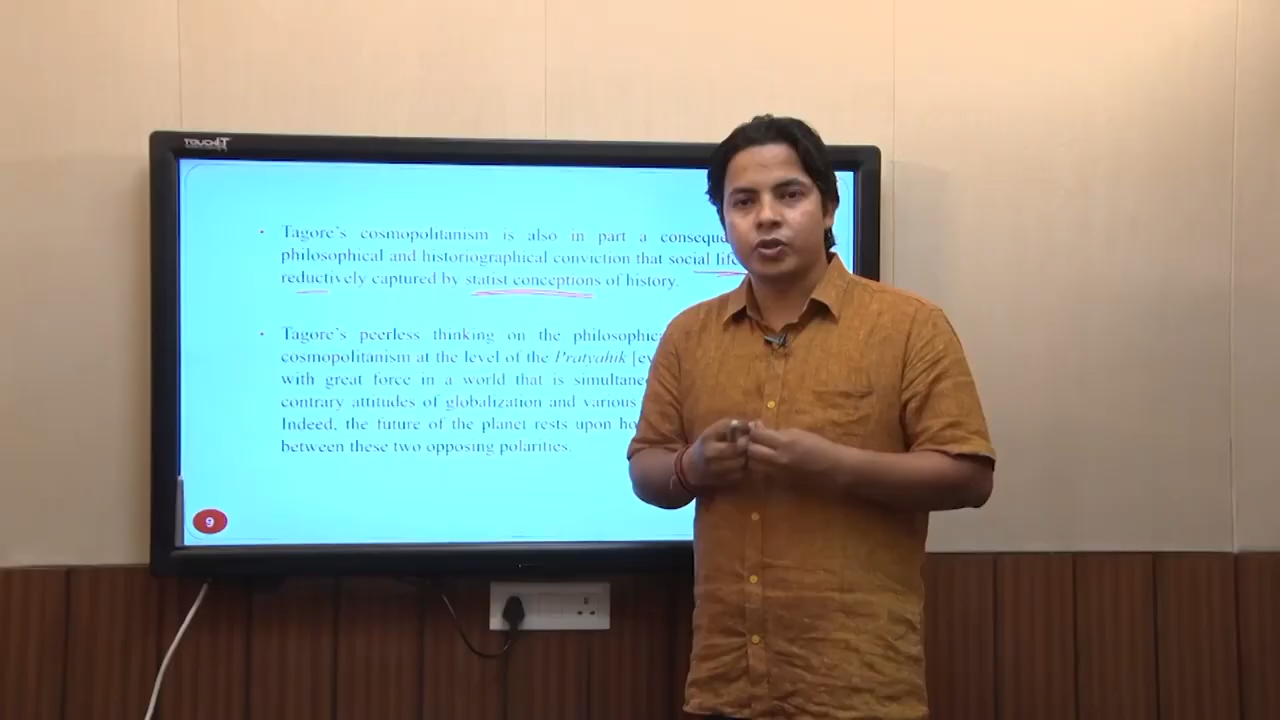 TOUCHIT
Tagore's cosmopolitanism is also in part a consequ
philosophical and historiographical conviction that social life
reductively captured by statist conceptions of history.
Tagore's peerless thinking on the philosophic
cosmopolitanism at the level of the Pratyahik [ev
with great force in a world that is simultane
contrary attitudes of globalization and various
Indeed, the future of the planet rests upon ho
between these two opposing polarities.
9